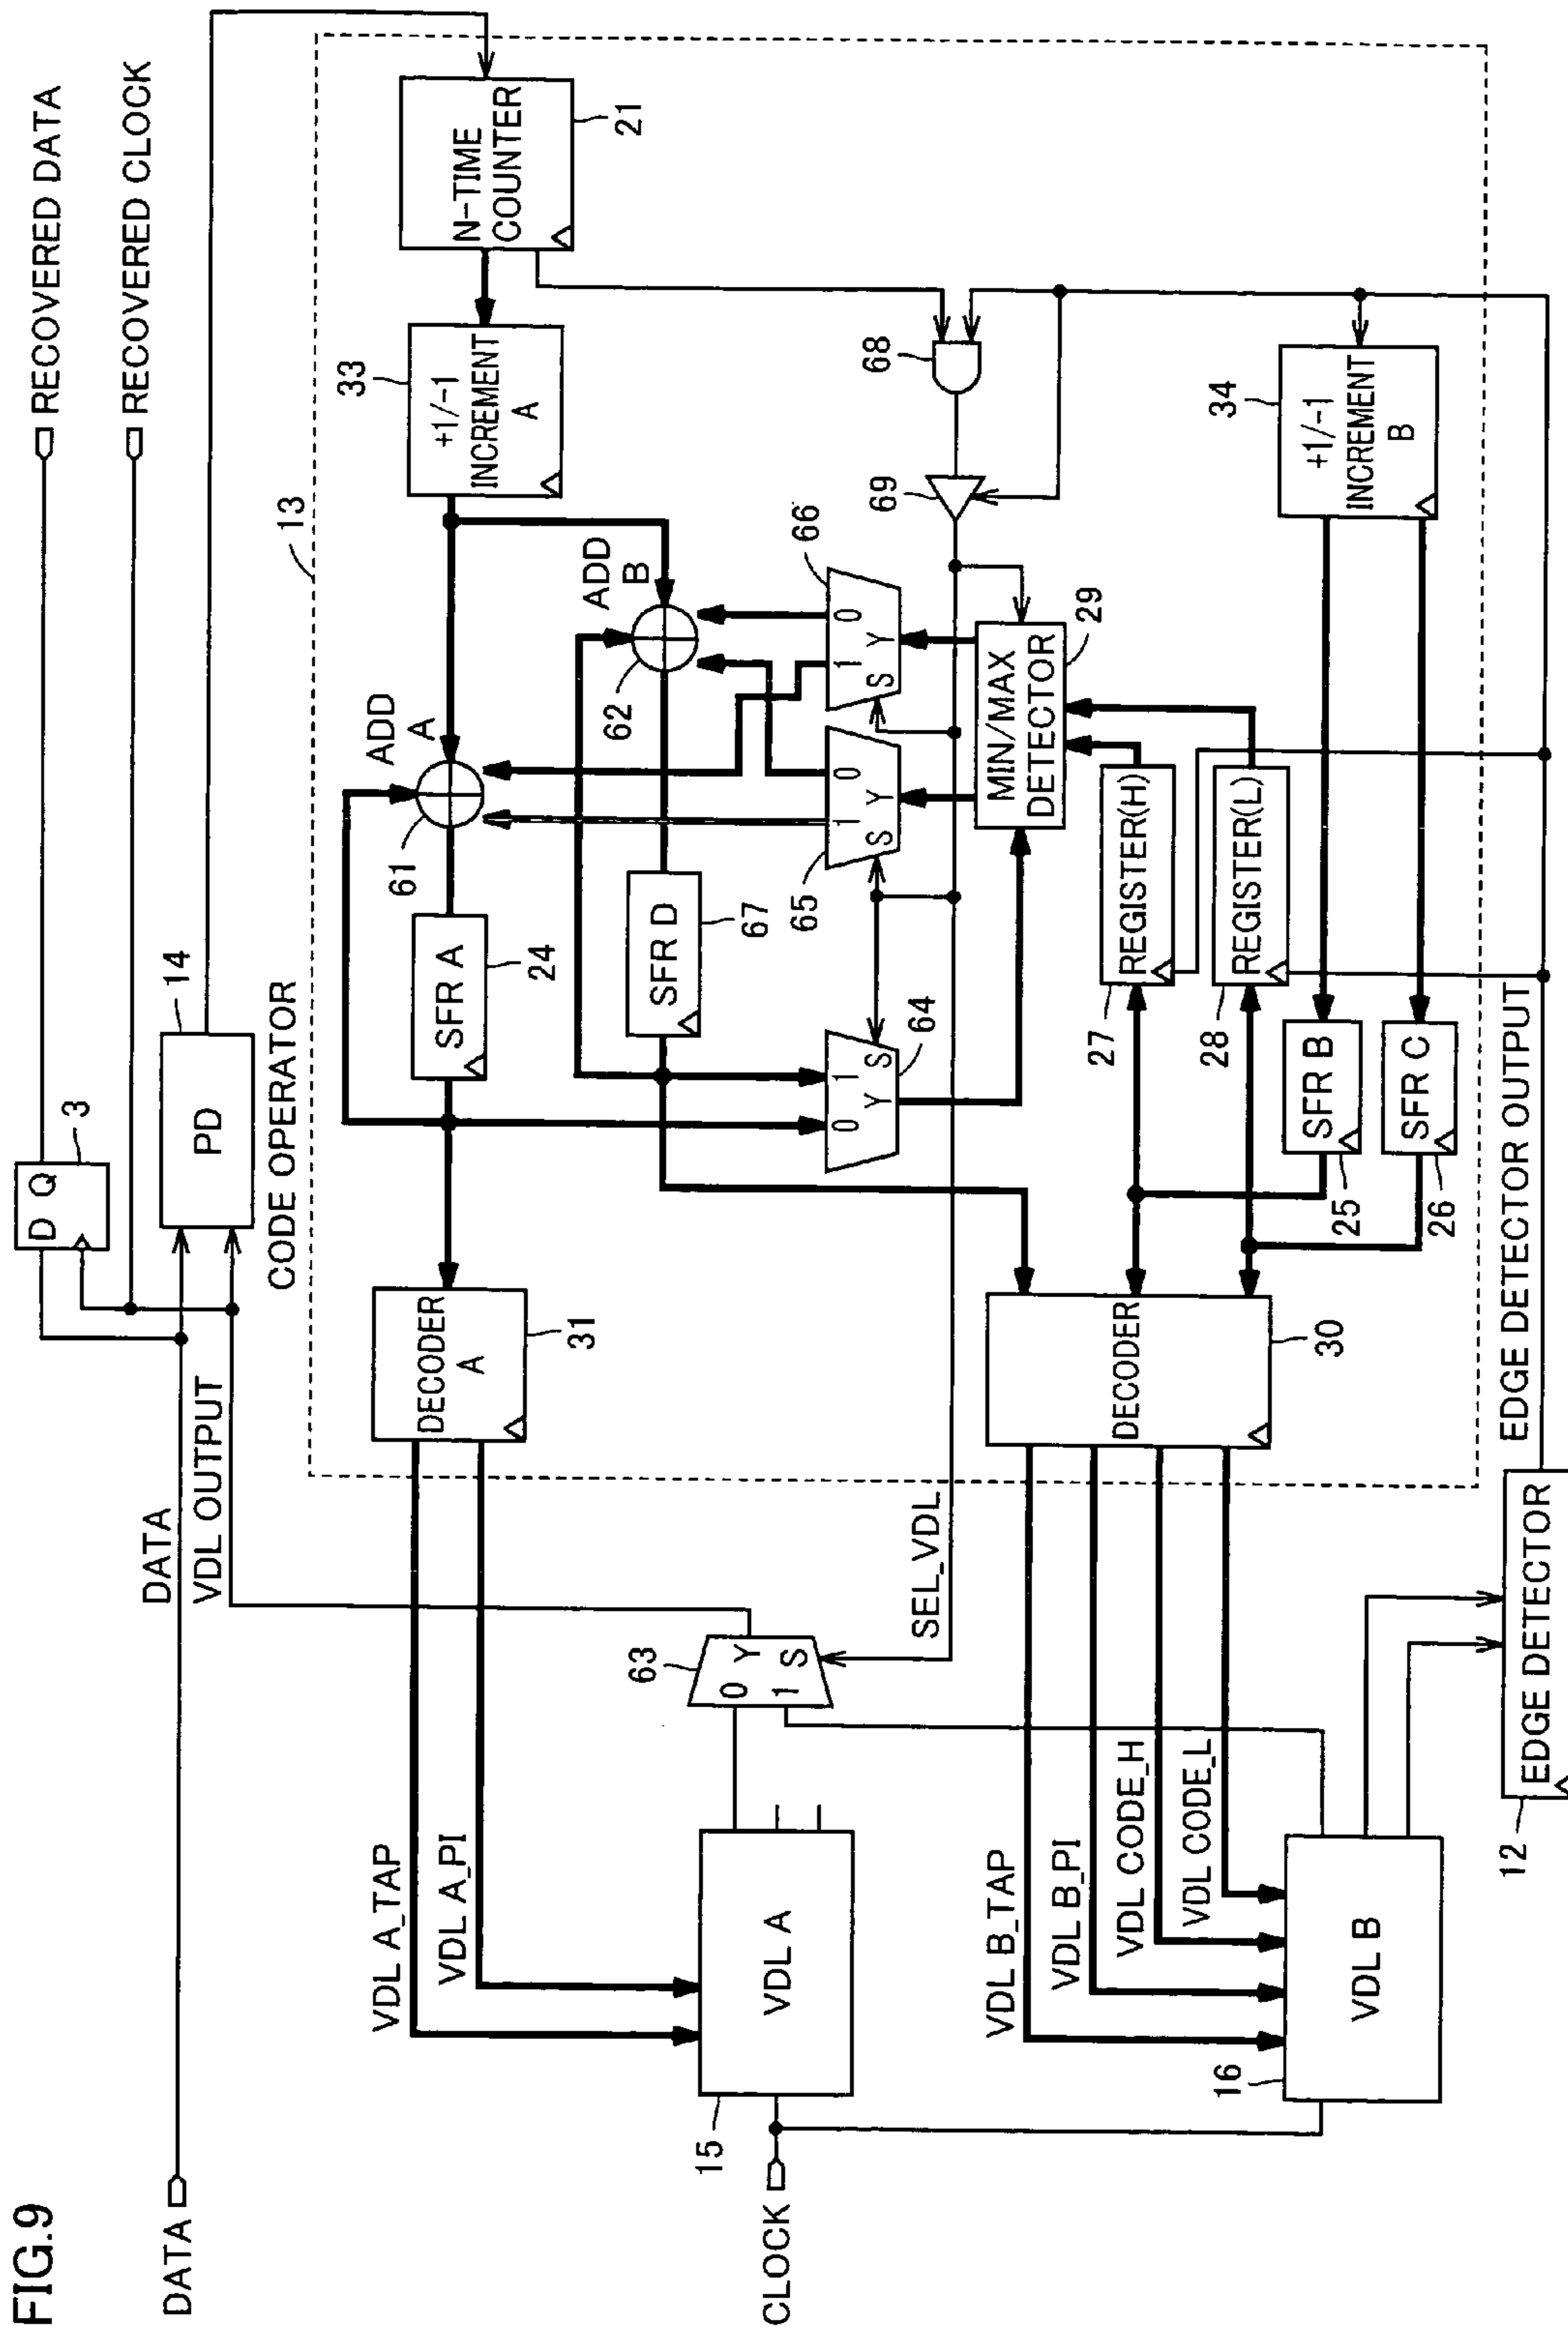 FIG.9
DATA
DATA
VDL OUTPUT
D Q
3
RECOVERED DATA
RECOVERED CLOCK
PD
14
CODE OPERATOR
13
DECODER
A
31
SFR A
24
ADD
A
61
+1/-1
INCREMENT
A
33
N-TIME
COUNTER
21
ADD
B
62
SFR D
67
VDL A_TAP
VDL A_PI
VDL A
15
CLOCK
63
0
1
Y
S
SEL_VDL
64
0
1
Y
S
65
1
0
S
Y
66
1
0
S
Y
69
68
MIN/MAX
DETECTOR
29
27
REGISTER(H)
28
REGISTER(L)
DECODER
30
SFR B
25
SFR C
26
+1/-1
INCREMENT
B
34
VDL B_TAP
VDL B_PI
VDL CODE_H
VDL CODE_L
VDL B
16
EDGE DETECTOR
12
EDGE DETECTOR OUTPUT